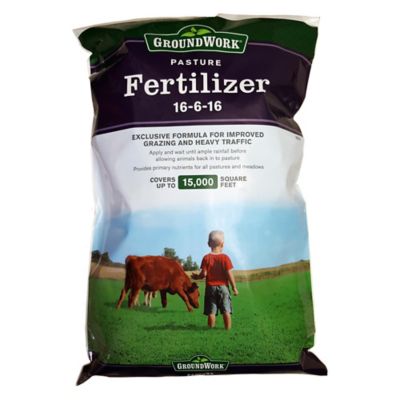 GROUNDWORK®
PASTURE
Fertilizer
16-6-16
EXCLUSIVE FORMULA FOR IMPROVED
GRAZING AND HEAVY TRAFFIC
Apply and wait until ample rainfall before
allowing animals back in to pasture
Provides primary nutrients for all pastures and meadows
COVERS UP TO 15,000 SQUARE FEET
GROUNDWORK